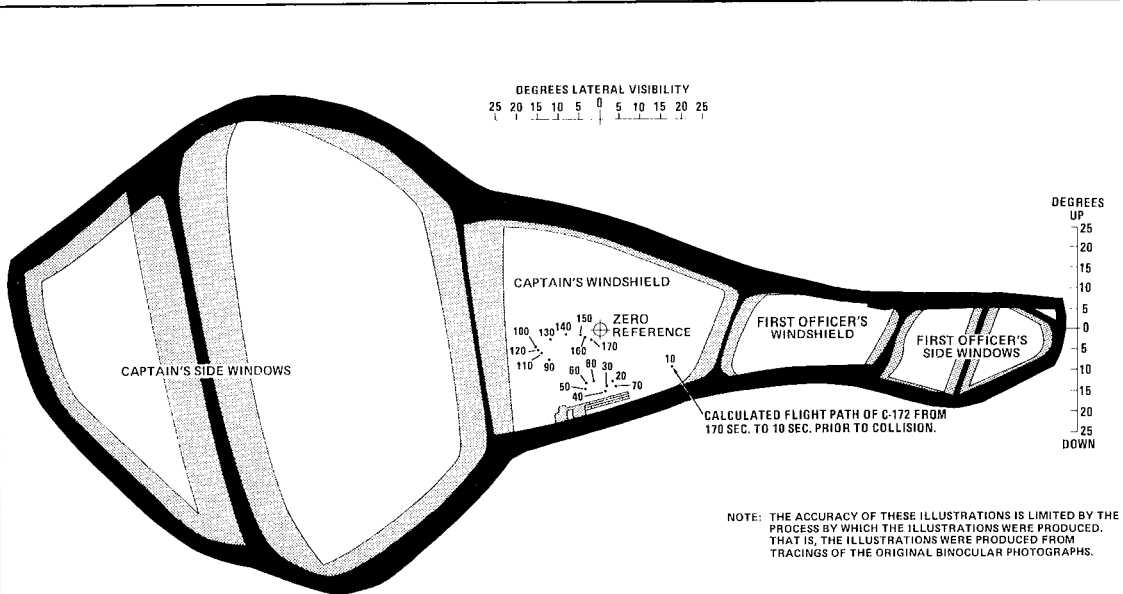 DEGREES LATERAL VISIBILITY
25 20 15 10 5 0 5 10 15 20 25
DEGREES
UP
25
20
15
10
5
0
5
10
15
20
25
DOWN
CAPTAIN'S WINDSHIELD
ZERO
REFERENCE
150
140
130
100
120
110
90
160
170
80
30
60
20
50
70
40
10
FIRST OFFICER'S
WINDSHIELD
FIRST OFFICER'S
SIDE WINDOWS
CAPTAIN'S SIDE WINDOWS
CALCULATED FLIGHT PATH OF C-172 FROM
170 SEC. TO 10 SEC. PRIOR TO COLLISION.
NOTE: THE ACCURACY OF THESE ILLUSTRATIONS IS LIMITED BY THE
PROCESS BY WHICH THE ILLUSTRATIONS WERE PRODUCED.
THAT IS, THE ILLUSTRATIONS WERE PRODUCED FROM
TRACINGS OF THE ORIGINAL BINOCULAR PHOTOGRAPHS.